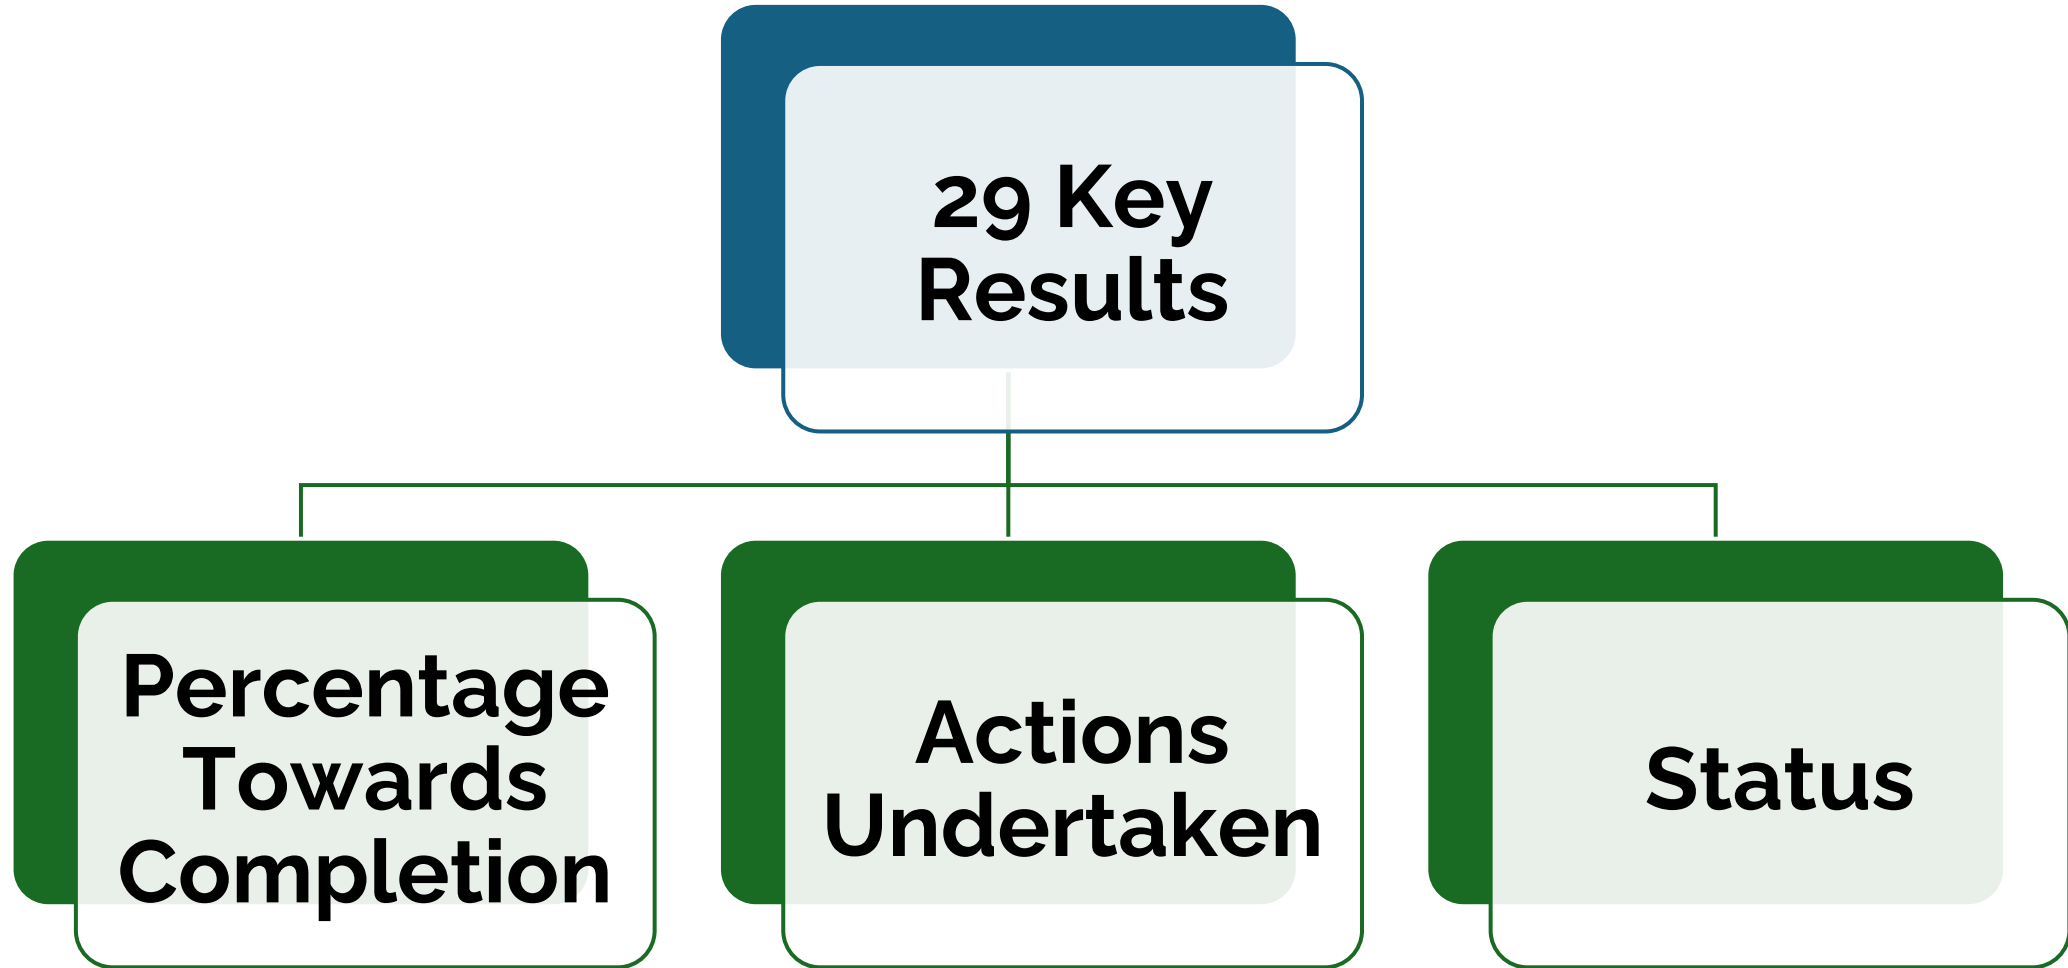 29 Key
Results
Percentage
Towards
Completion
Actions
Undertaken
Status